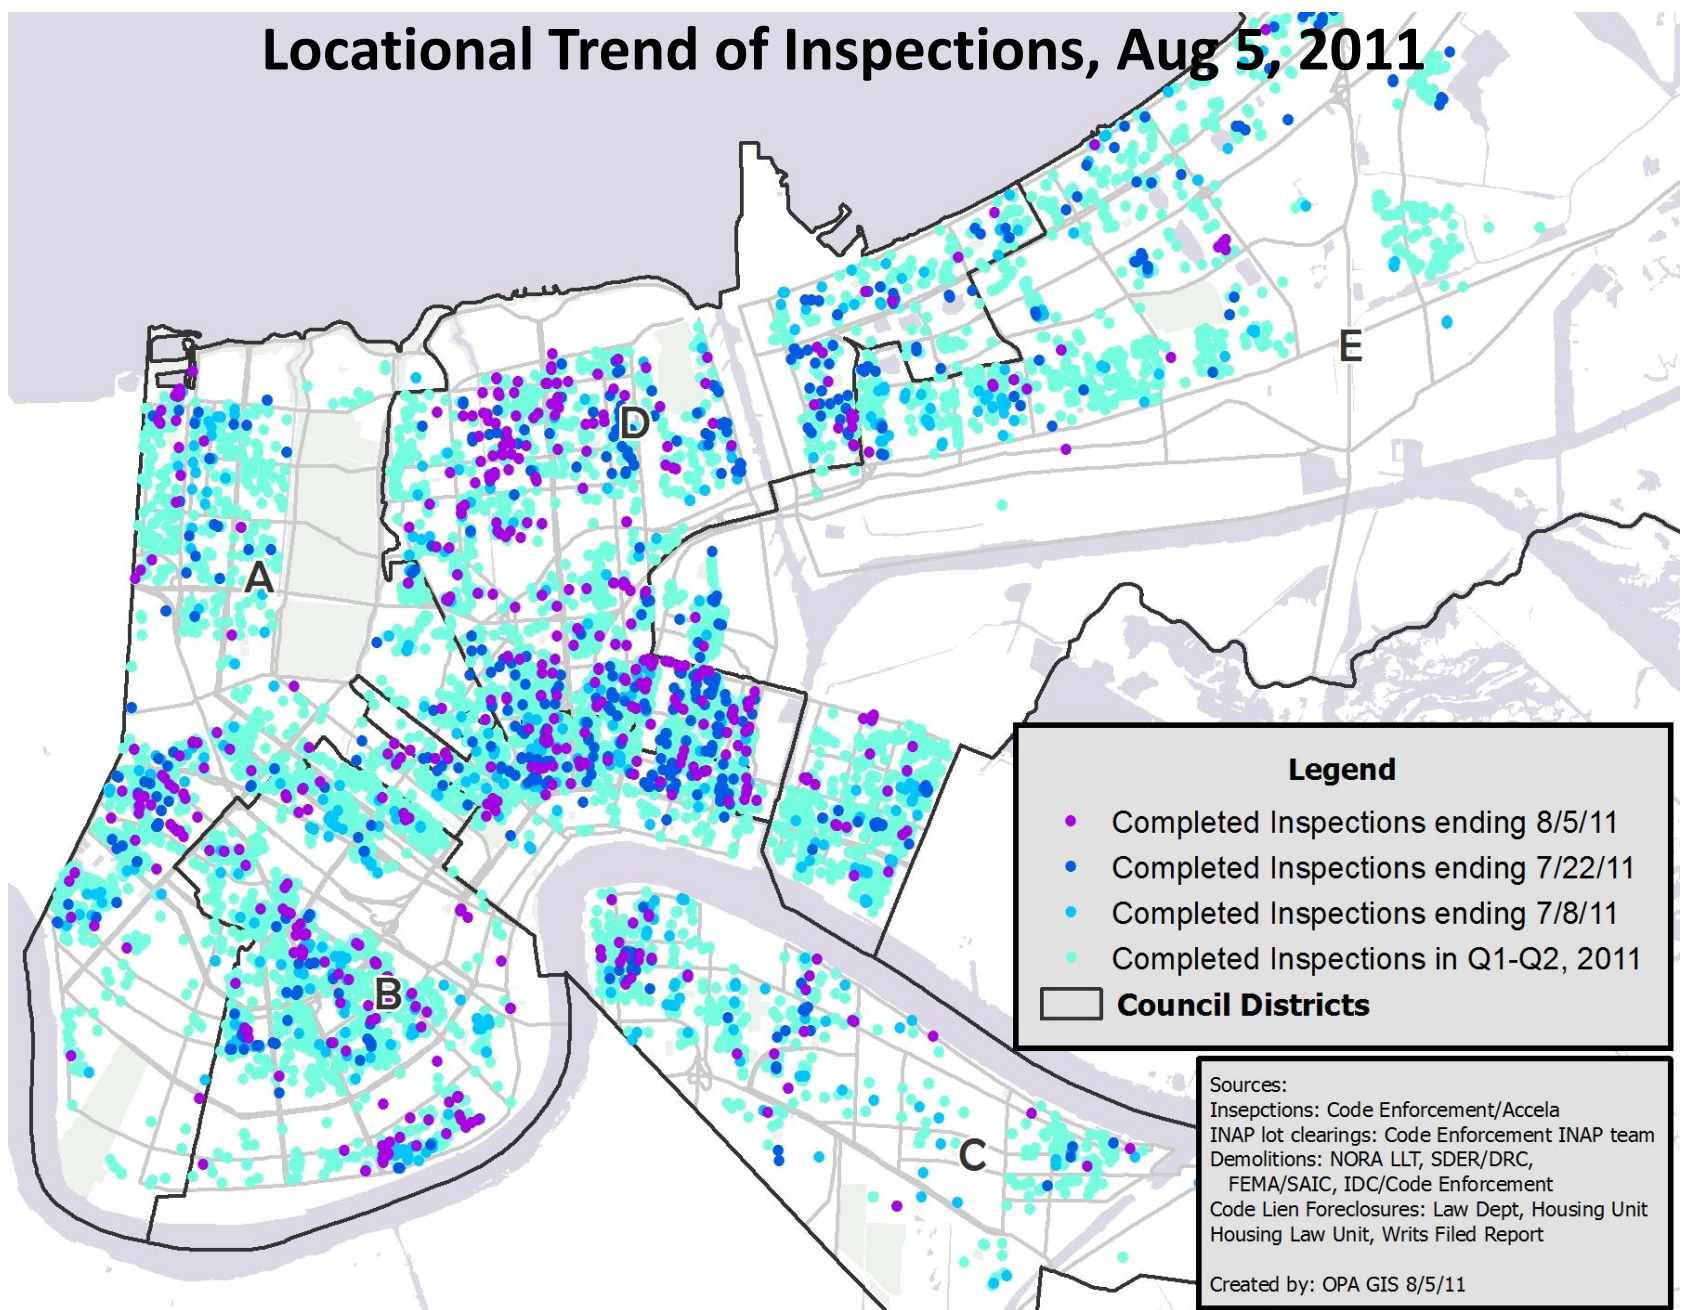 Locational Trend of Inspections, Aug 5, 2011
E
D
A
B
C
Legend
Completed Inspections ending 8/5/11
Completed Inspections ending 7/22/11
Completed Inspections ending 7/8/11
Completed Inspections in Q1-Q2, 2011
Council Districts
Sources:
Insepctions: Code Enforcement/Accela
INAP lot clearings: Code Enforcement INAP team
Demolitions: NORA LLT, SDER/DRC,
FEMA/SAIC, IDC/Code Enforcement
Code Lien Foreclosures: Law Dept, Housing Unit
Housing Law Unit, Writs Filed Report
Created by: OPA GIS 8/5/11